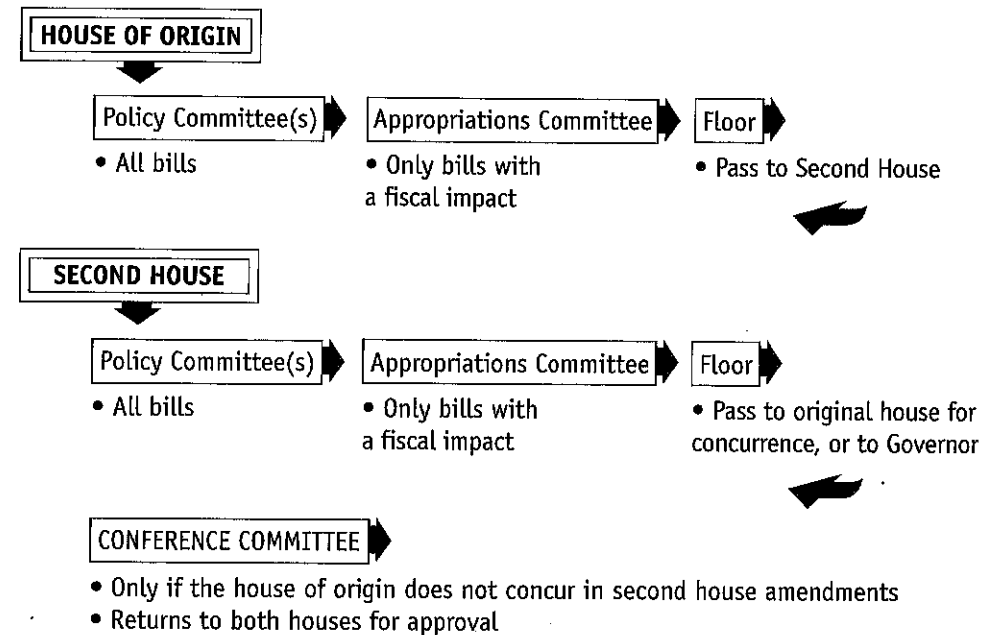 HOUSE OF ORIGIN
Policy Committee(s) Appropriations Committee Floor
• All bills • Only bills with • Pass to Second House
a fiscal impact
SECOND HOUSE
Policy Committee(s) Appropriations Committee Floor
• All bills • Only bills with • Pass to original house for
a fiscal impact concurrence, or to Governor
CONFERENCE COMMITTEE
• Only if the house of origin does not concur in second house amendments
• Returns to both houses for approval